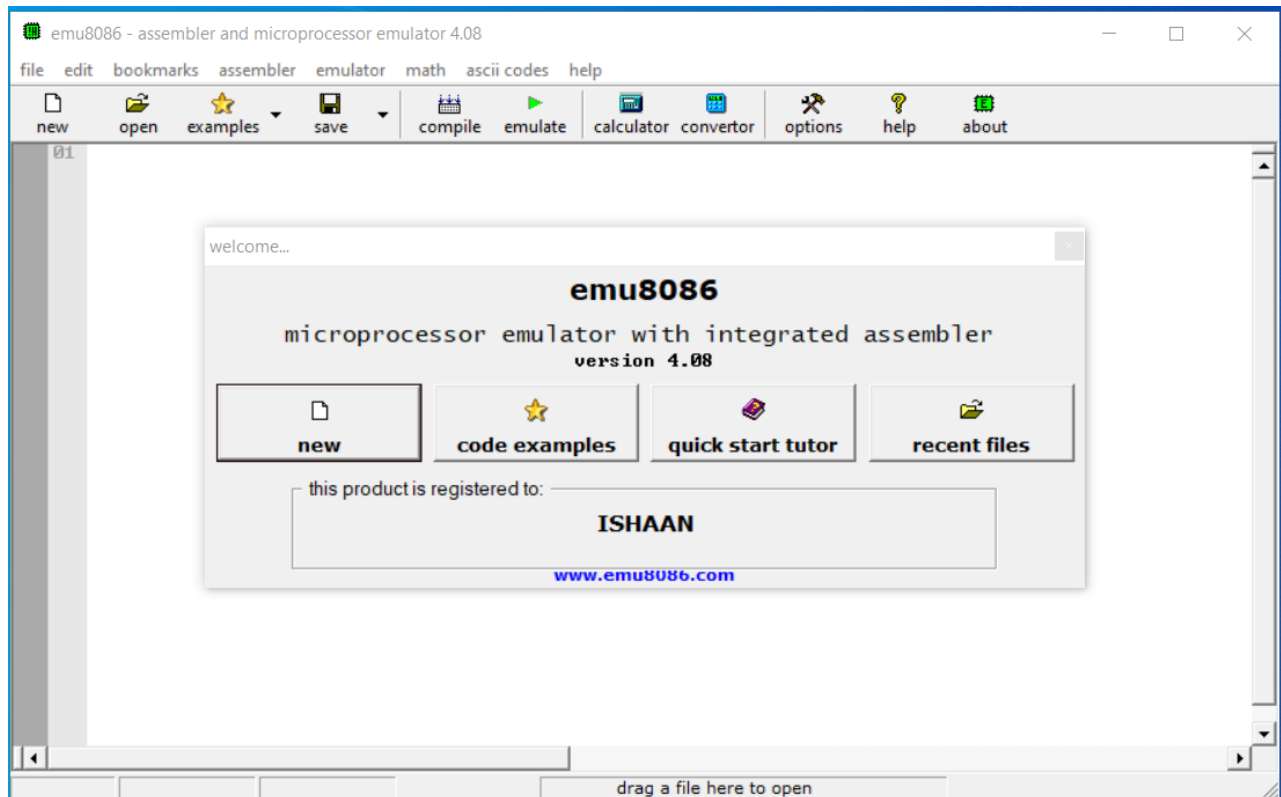 emu8086 - assembler and microprocessor emulator 4.08
file edit bookmarks assembler emulator math ascii codes help
new open examples save compile emulate calculator convertor options help about
01
welcome...
emu8086
microprocessor emulator with integrated assembler
version 4.08
new code examples quick start tutor recent files
this product is registered to:
ISHAAN
www.emu8086.com
drag a file here to open